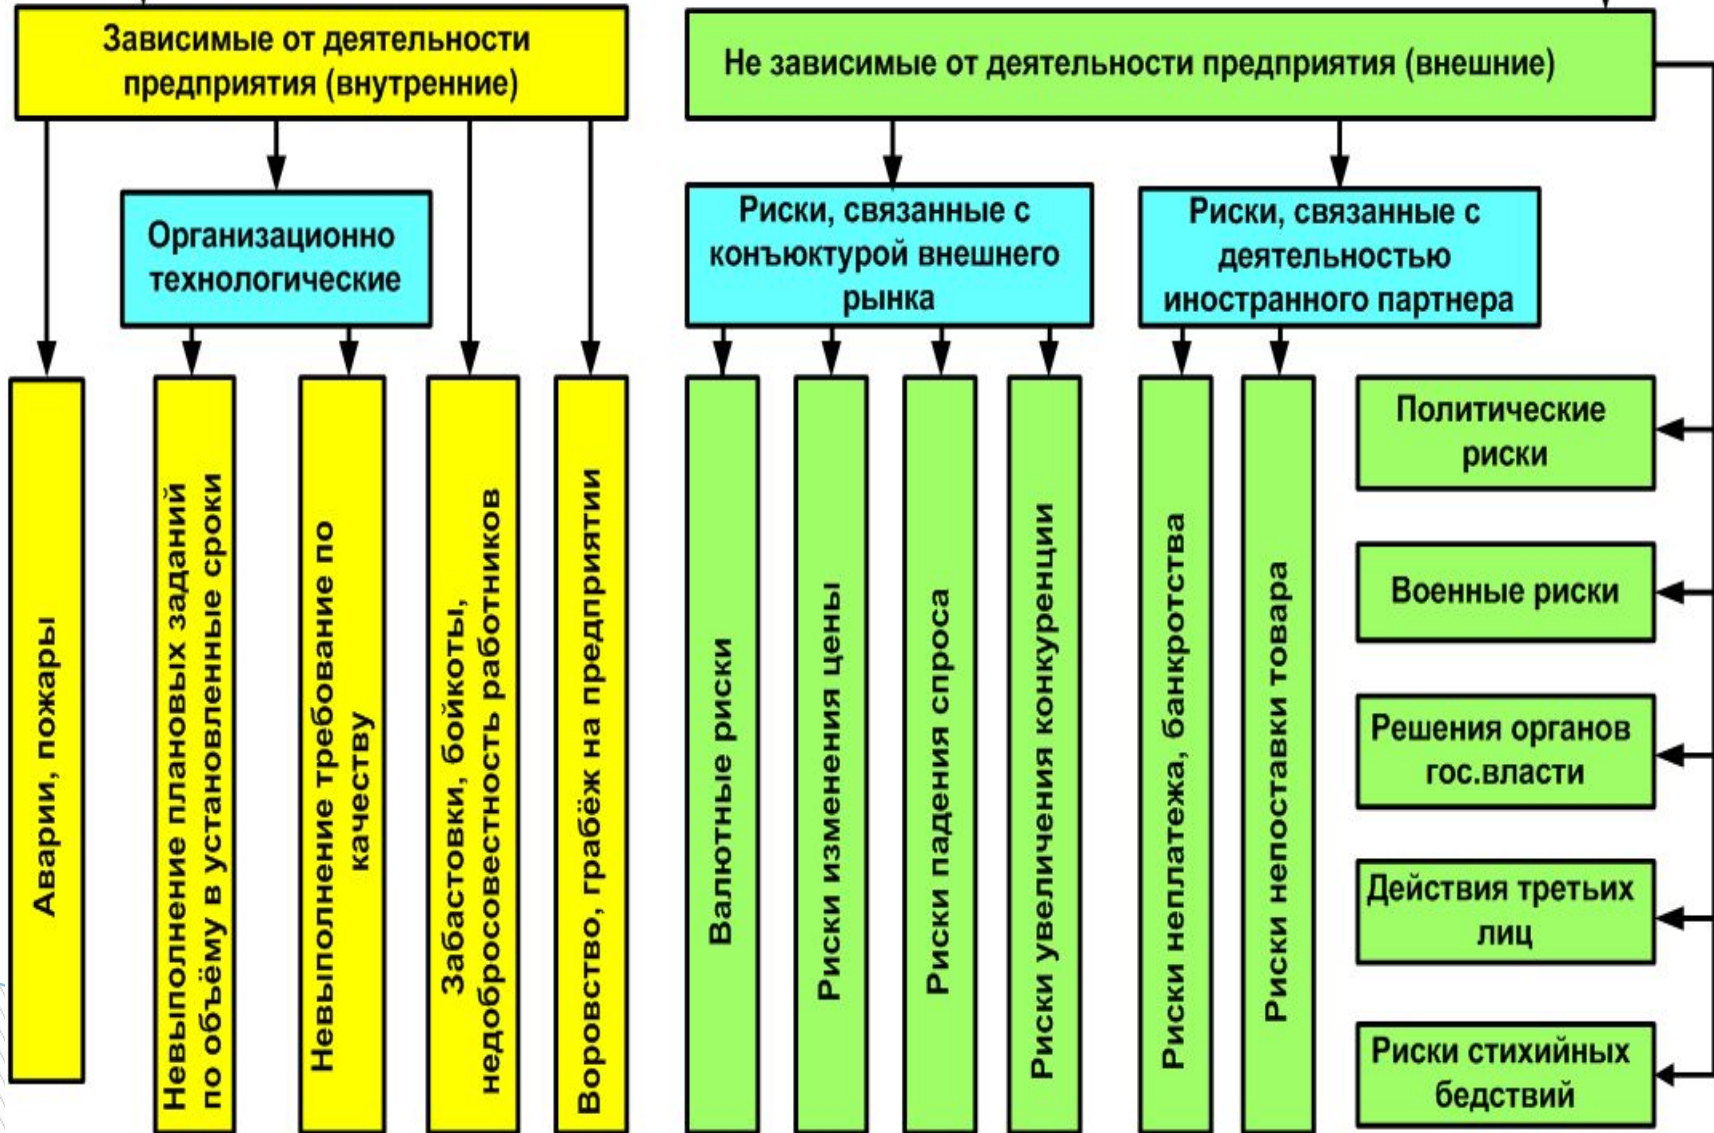 Зависимые от деятельности
предприятия (внутренние)
Не зависимые от деятельности предприятия (внешние)
Организационно
технологические
Риски, связанные с
конъюктурой внешнего
рынка
Риски, связанные с
деятельностью
иностранного партнера
Аварии, пожары
Невыполнение плановых заданий
по объёму в установленные сроки
Невыполнение требование по
качеству
Забастовки, бойкоты,
недобросовестность работников
Воровство, грабёж на предприятии
Валютные риски
Риски изменения цены
Риски падения спроса
Риски увеличения конкуренции
Риски неплатежа, банкротства
Риски непоставки товара
Политические
риски
Военные риски
Решения органов
гос.власти
Действия третьих
лиц
Риски стихийных
бедствий